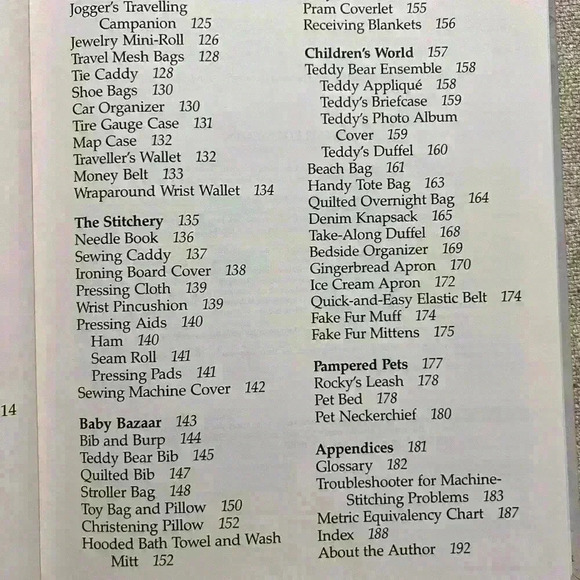 Jogger's Travelling
Campanion 125
Jewelry Mini-Roll 126
Travel Mesh Bags 128
Tie Caddy 128
Shoe Bags 130
Car Organizer 130
Tire Gauge Case 131
Map Case 132
Traveller's Wallet 132
Money Belt 133
Wraparound Wrist Wallet 134
The Stitchery 135
Needle Book 136
Sewing Caddy 137
Ironing Board Cover 138
Pressing Cloth 139
Wrist Pincushion 139
Pressing Aids 140
Ham 140
Seam Roll 141
Pressing Pads 141
Sewing Machine Cover 142
Baby Bazaar 143
Bib and Burp 144
Teddy Bear Bib 145
Quilted Bib 147
Stroller Bag 148
Toy Bag and Pillow 150
Christening Pillow 152
Hooded Bath Towel and Wash
Mitt 152
Pram Coverlet 155
Receiving Blankets 156
Children's World 157
Teddy Bear Ensemble 158
Teddy Appliqué 158
Teddy's Briefcase 159
Teddy's Photo Album
Cover 159
Teddy's Duffel 160
Beach Bag 161
Handy Tote Bag 163
Quilted Overnight Bag 164
Denim Knapsack 165
Take-Along Duffel 168
Bedside Organizer 169
Gingerbread Apron 170
Ice Cream Apron 172
Quick-and-Easy Elastic Belt 174
Fake Fur Muff 174
Fake Fur Mittens 175
Pampered Pets 177
Rocky's Leash 178
Pet Bed 178
Pet Neckerchief 180
Appendices 181
Glossary 182
Troubleshooter for Machine-
Stitching Problems 183
Metric Equivalency Chart 187
Index 188
About the Author 192
14